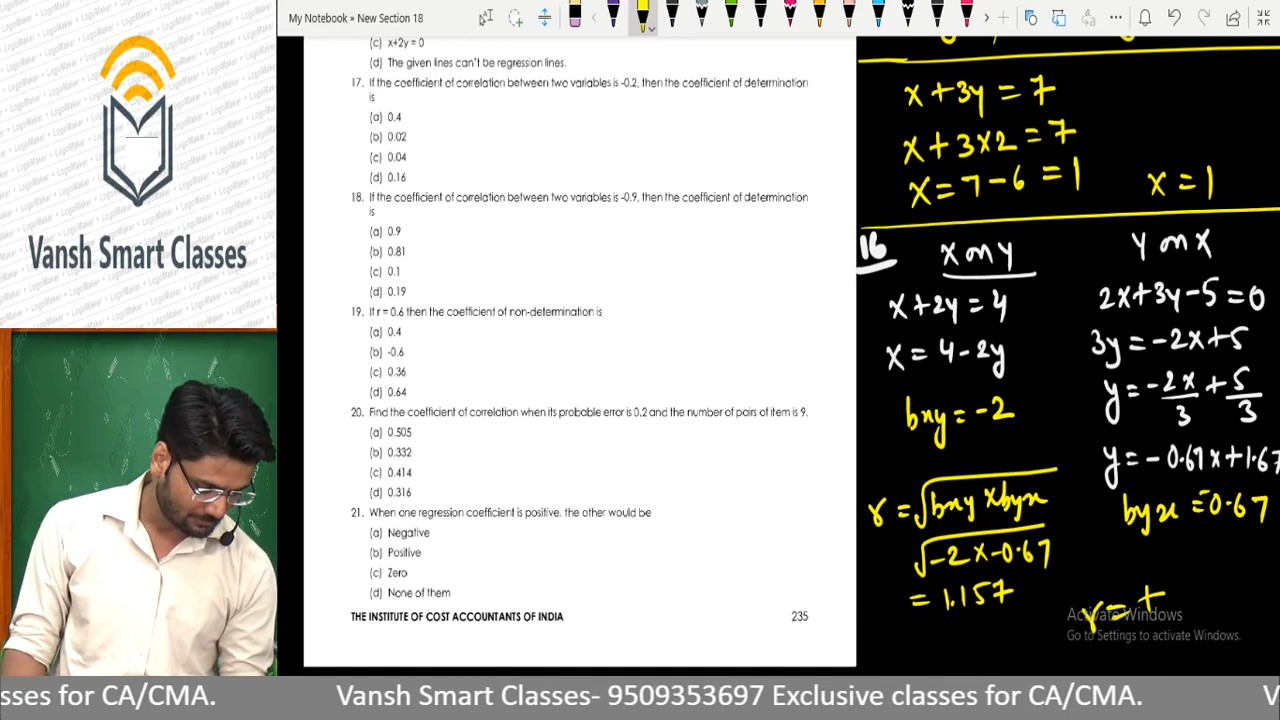 My Notebook > New Section 18
Vansh Smart Classes
(c) x+2y = 0
(d) The given lines can't be regression lines.
17. If the coefficient of correlation between two variables is -0.2, then the coefficient of determination
is
(a) 0.4
(b) 0.02
(c) 0.04
(d) 0.16
18. If the coefficient of correlation between two variables is -0.9, then the coefficient of determination
is
(a) 0.9
(b) 0.81
(c) 0.1
(d) 0.19
19. If r = 0.6 then the coefficient of non-determination is
(a) 0.4
(b) -0.6
(c) 0.36
(d) 0.64
20. Find the coefficient of correlation when its probable error is 0.2 and the number of pairs of item is 9.
(a) 0.505
(b) 0.332
(c) 0.414
(d) 0.316
21. When one regression coefficient is positive, the other would be
(a) Negative
(b) Positive
(c) Zero
(d) None of them
THE INSTITUTE OF COST ACCOUNTANTS OF INDIA 235
x + 3y = 7
x + 3×2 = 7
x = 7 - 6 = 1 x = 1
16 x on y
x + 2y = 4
x = 4 - 2y
bxy = -2
r = √bxy × byx
√-2 × -0.67
= 1.157
y on x
2x + 3y - 5 = 0
3y = -2x + 5
y = -2x/3 + 5/3
y = -0.67x + 1.67
byx = -0.67
r = +
Activate Windows
Go to Settings to activate Windows.
sses for CA/CMA. Vansh Smart Classes- 9509353697 Exclusive classes for CA/CMA. V